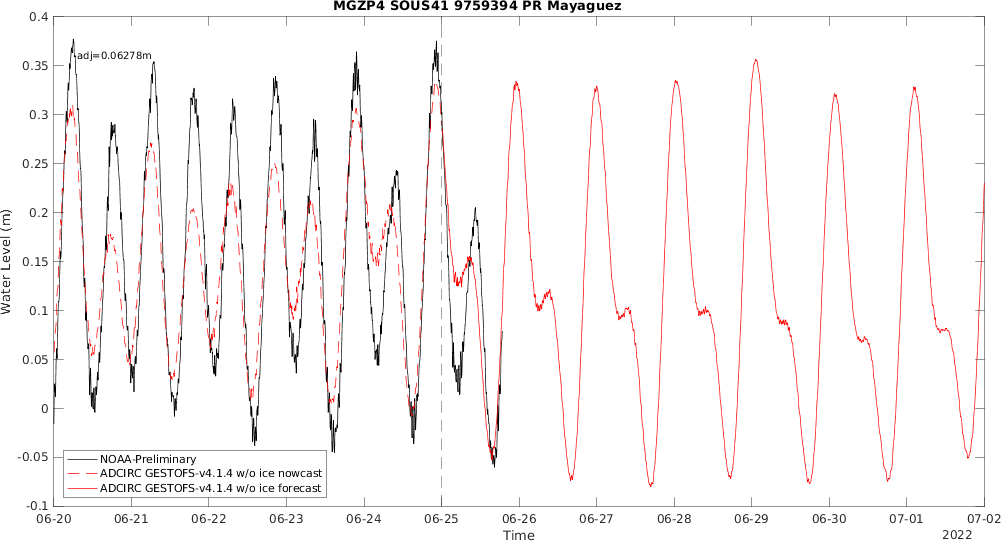 MGZP4 SOUS41 9759394 PR Mayaguez
0.4
0.35
0.3
0.25
0.2
0.15
0.1
0.05
0
-0.05
-0.1
Water Level (m)
adj=0.06278m
NOAA-Preliminary
ADCIRC GESTOFS-v4.1.4 w/o ice nowcast
ADCIRC GESTOFS-v4.1.4 w/o ice forecast
06-20 06-21 06-22 06-23 06-24 06-25 06-26 06-27 06-28 06-29 06-30 07-01 07-02
Time
2022